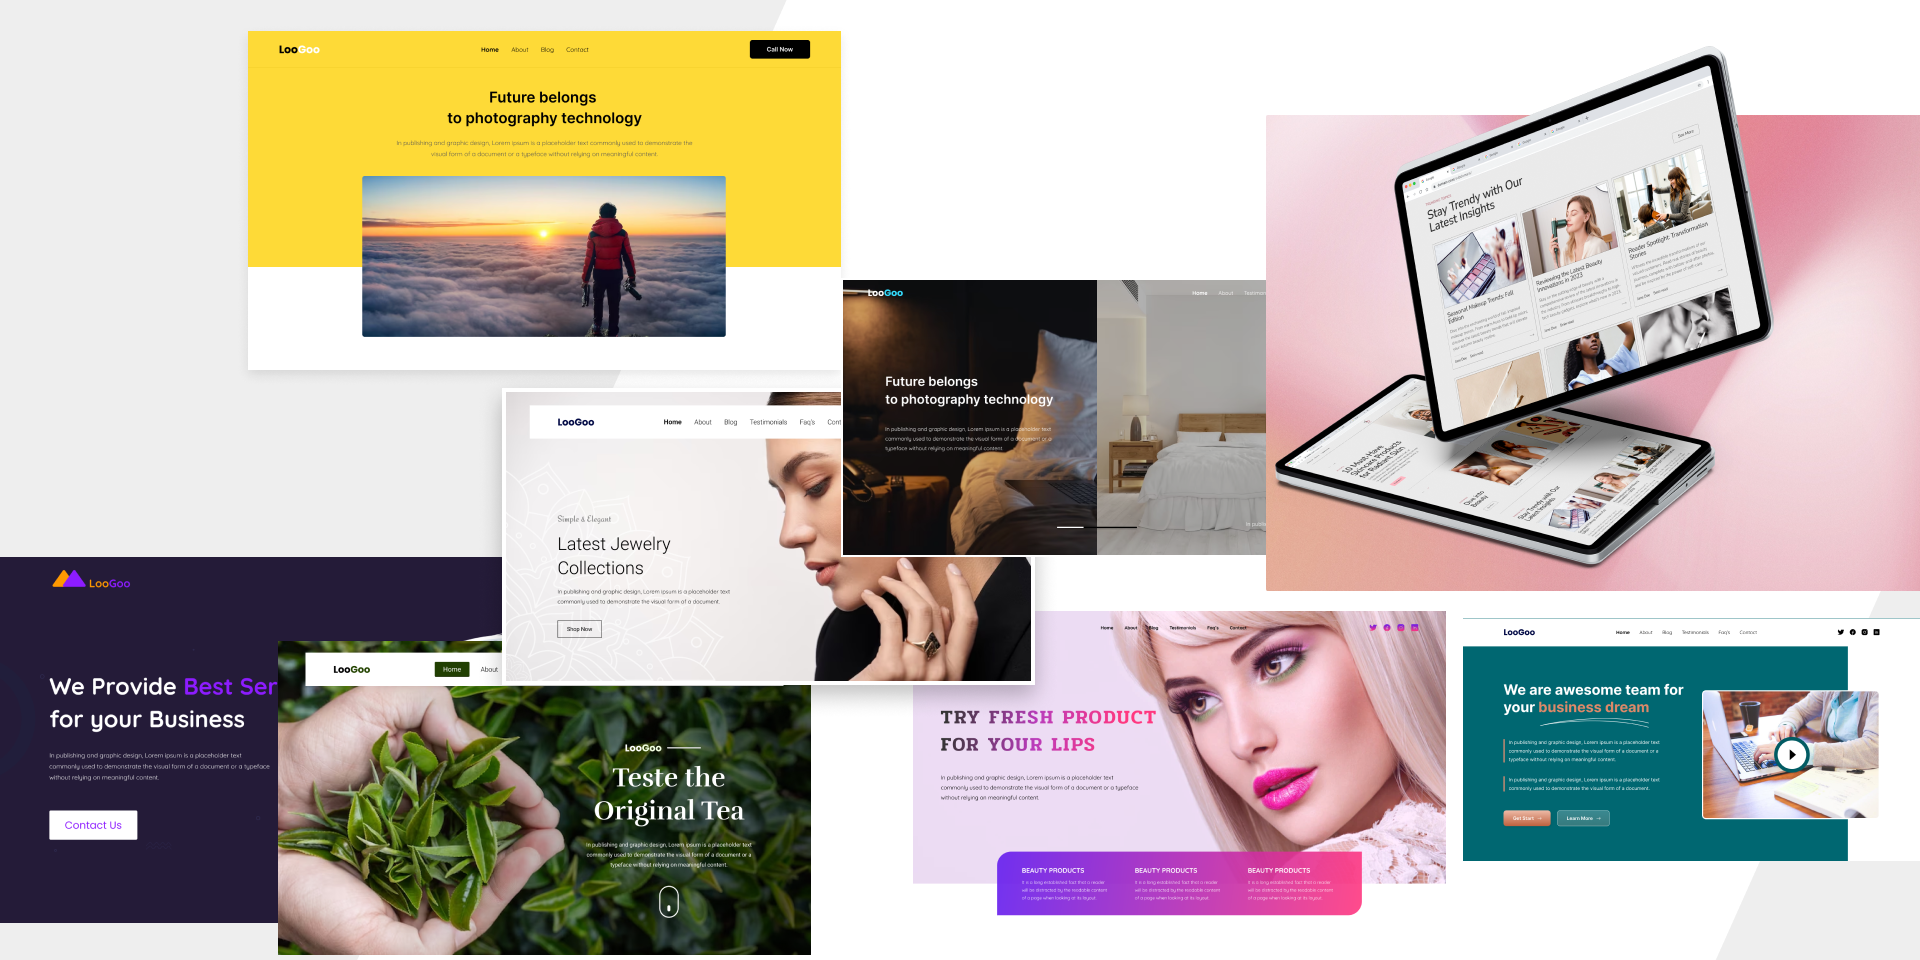 LooGoo
Home About Blog Contact
Call Now
Future belongs
to photography technology
In publishing and graphic design, Lorem ipsum is a placeholder text commonly used to demonstrate the
visual form of a document or a typeface without relying on meaningful content.
LooGoo
Home About
Future belongs
to photography technology
In publishing and graphic design, Lorem ipsum is a placeholder text
commonly used to demonstrate the visual form of a document or a
typeface without relying on meaningful content.
See More
Stay Trendy with Our
Latest Insights
Seasonal Makeup Trends: Fall
Edition
Reviewing the Latest Beauty
Innovations in 2023
Reader Spotlight: Transformation
Stories
10 Must-Have
Skincare Products
for Radiant Skin
Dive into
Beauty
Stay Trendy with Our
Latest Insights
LooGoo
Home About Blog Testimonials Faq's Cont
Simple & Elegant
Latest Jewelry
Collections
In publishing and graphic design, Lorem ipsum is a placeholder text
commonly used to demonstrate the visual form of a document.
Shop Now
LooGoo
We Provide Best Ser
for your Business
In publishing and graphic design, Lorem ipsum is a placeholder text
commonly used to demonstrate the visual form of a document or a typeface
without relying on meaningful content.
Contact Us
LooGoo
Home About
LooGoo
Teste the
Original Tea
In publishing and graphic design, Lorem ipsum is a placeholder text
commonly used to demonstrate the visual form of a document or a
typeface without relying on meaningful content.
Home About Blog Testimonials Faq's Contact
TRY FRESH PRODUCT
FOR YOUR LIPS
In publishing and graphic design, Lorem ipsum is a placeholder text
commonly used to demonstrate the visual form of a document or a typeface
without relying on meaningful content.
BEAUTY PRODUCTS
It is a long established fact that a reader
will be distracted by the readable content
of a page when looking at its layout.
BEAUTY PRODUCTS
It is a long established fact that a reader
will be distracted by the readable content
of a page when looking at its layout.
BEAUTY PRODUCTS
It is a long established fact that a reader
will be distracted by the readable content
of a page when looking at its layout.
LooGoo
Home About Blog Testimonials Faq's Contact
We are awesome team for
your business dream
In publishing and graphic design, Lorem ipsum is a placeholder text
commonly used to demonstrate the visual form of a document or a
typeface without relying on meaningful content.
In publishing and graphic design, Lorem ipsum is a placeholder text
commonly used to demonstrate the visual form of a document.
Get Start → Learn More →